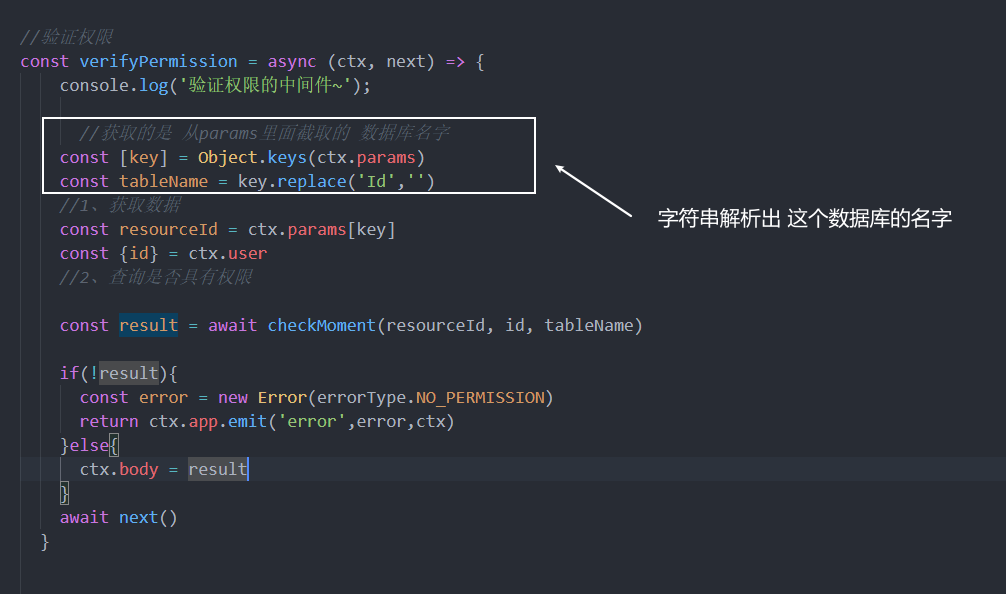 //验证权限
const verifyPermission = async (ctx, next) => {
console.log('验证权限的中间件~');
//获取的是 从params里面截取的 数据库名字
const [key] = Object.keys(ctx.params)
const tableName = key.replace('Id','')
字符串解析出 这个数据库的名字
//1、获取数据
const resourceId = ctx.params[key]
const {id} = ctx.user
//2、查询是否具有权限
const result = await checkMoment(resourceId, id, tableName)
if(!result){
const error = new Error(errorType.NO_PERMISSION)
return ctx.app.emit('error',error,ctx)
}else{
ctx.body = result
}
await next()
}